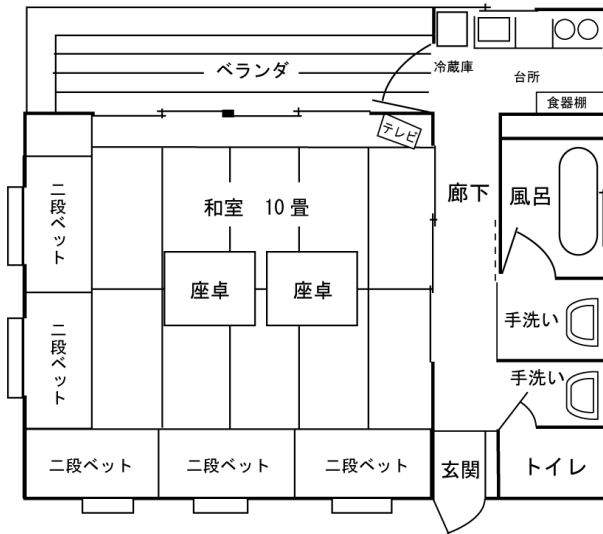 ベランダ
冷蔵庫
台所
食器棚
テレビ
二段ベット
和室 10畳
廊下
風呂
座卓
座卓
手洗い
二段ベット
手洗い
二段ベット
二段ベット
二段ベット
玄関
トイレ